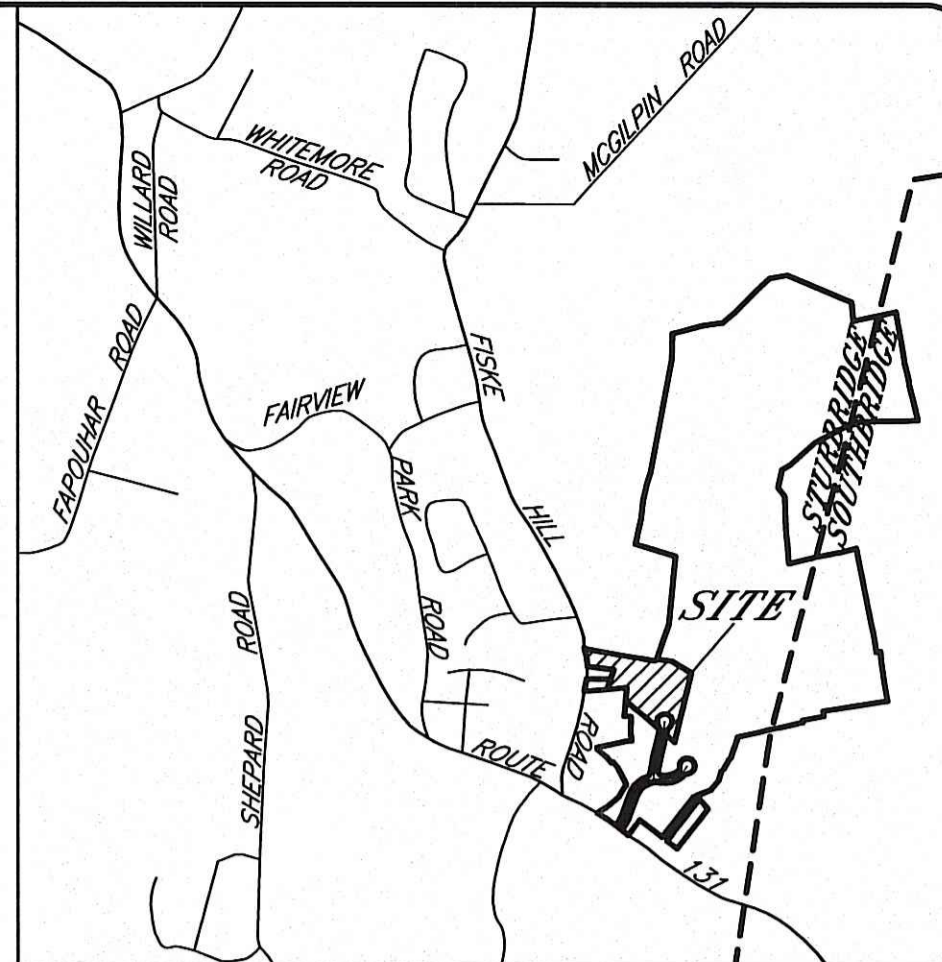 MCGILPIN ROAD
WHITEMORE
ROAD
WILLARD
ROAD
FAPOUHAR ROAD
FISKE
HILL
ROAD
FAIRVIEW
PARK
ROAD
STURBRIDGE
SOUTHBRIDGE
SITE
SHEPARD ROAD
ROUTE
131